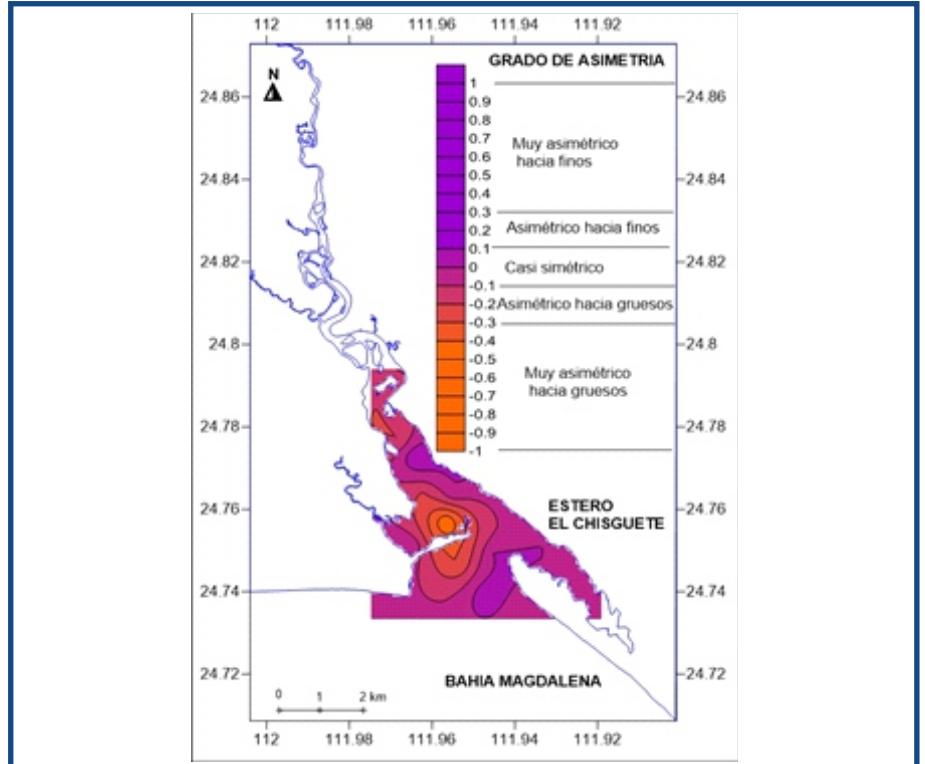 112 111.98 111.96 111.94 111.92
GRADO DE ASIMETRIA
N
24.86
24.84
24.82
24.8
24.78
24.76
24.74
24.72
1
0.9
0.8
0.7
0.6
0.5
0.4
0.3
0.2
0.1
0
-0.1
-0.2
-0.3
-0.4
-0.5
-0.6
-0.7
-0.8
-0.9
-1
Muy asimétrico
hacia finos
Asimétrico hacia finos
Casi simétrico
Asimétrico hacia gruesos
Muy asimétrico
hacia gruesos
24.86
24.84
24.82
24.8
24.78
24.76
24.74
24.72
ESTERO
EL CHISGUETE
BAHIA MAGDALENA
0 1 2 km
112 111.98 111.96 111.94 111.92